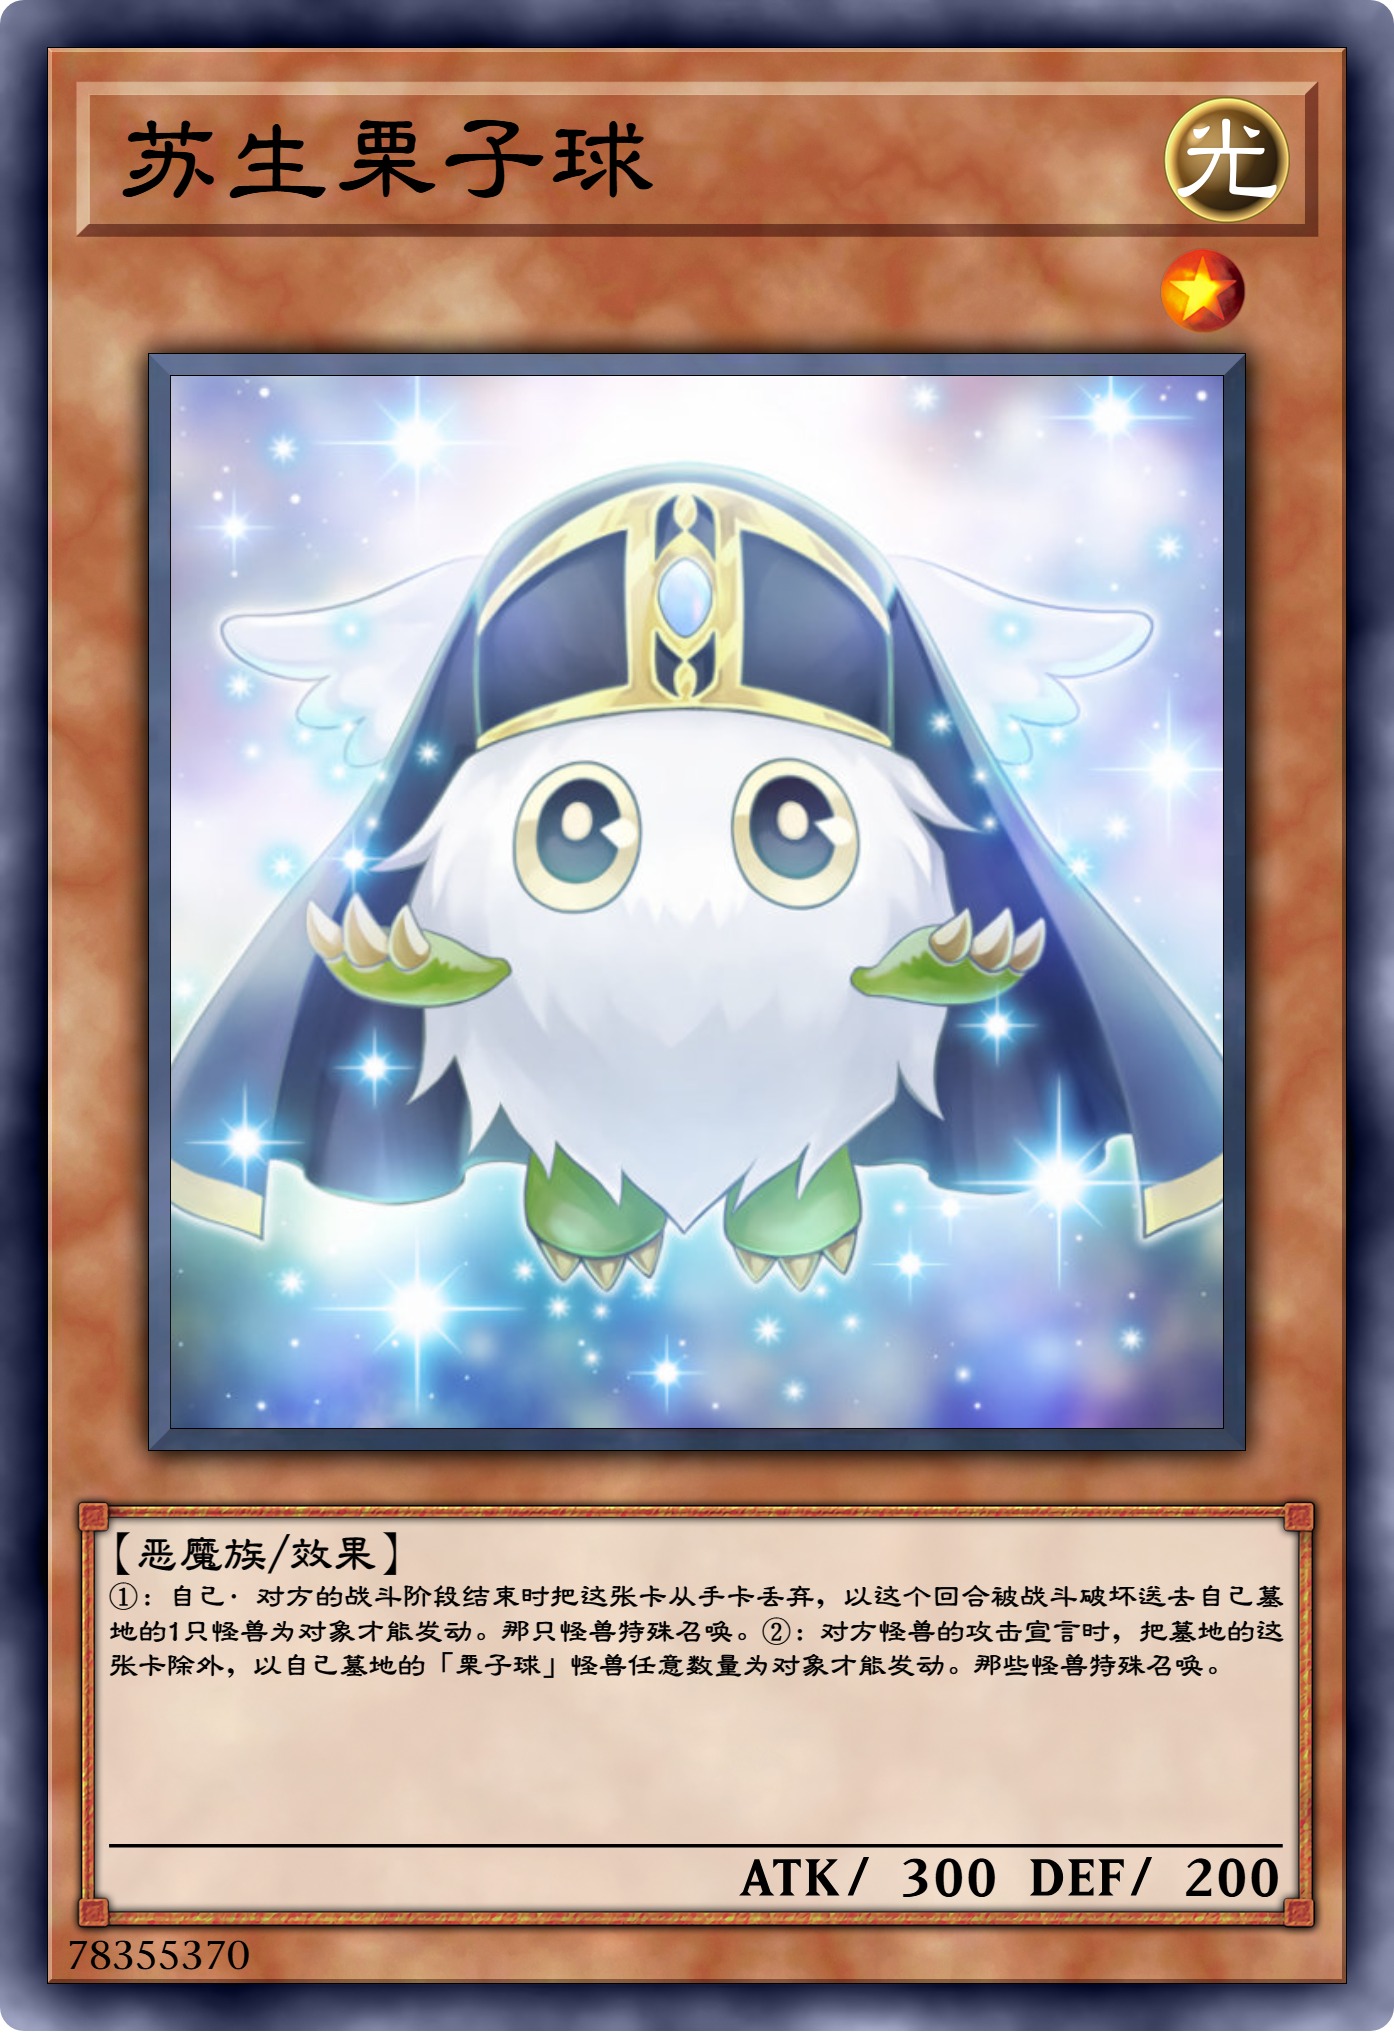 苏生栗子球
光
【恶魔族/效果】
①：自己·对方的战斗阶段结束时把这张卡从手卡丢弃，以这个回合被战斗破坏送去自己墓
地的1只怪兽为对象才能发动。那只怪兽特殊召唤。②：对方怪兽的攻击宣言时，把墓地的这
张卡除外，以自己墓地的「栗子球」怪兽任意数量为对象才能发动。那些怪兽特殊召唤。
ATK/ 300 DEF/ 200
78355370